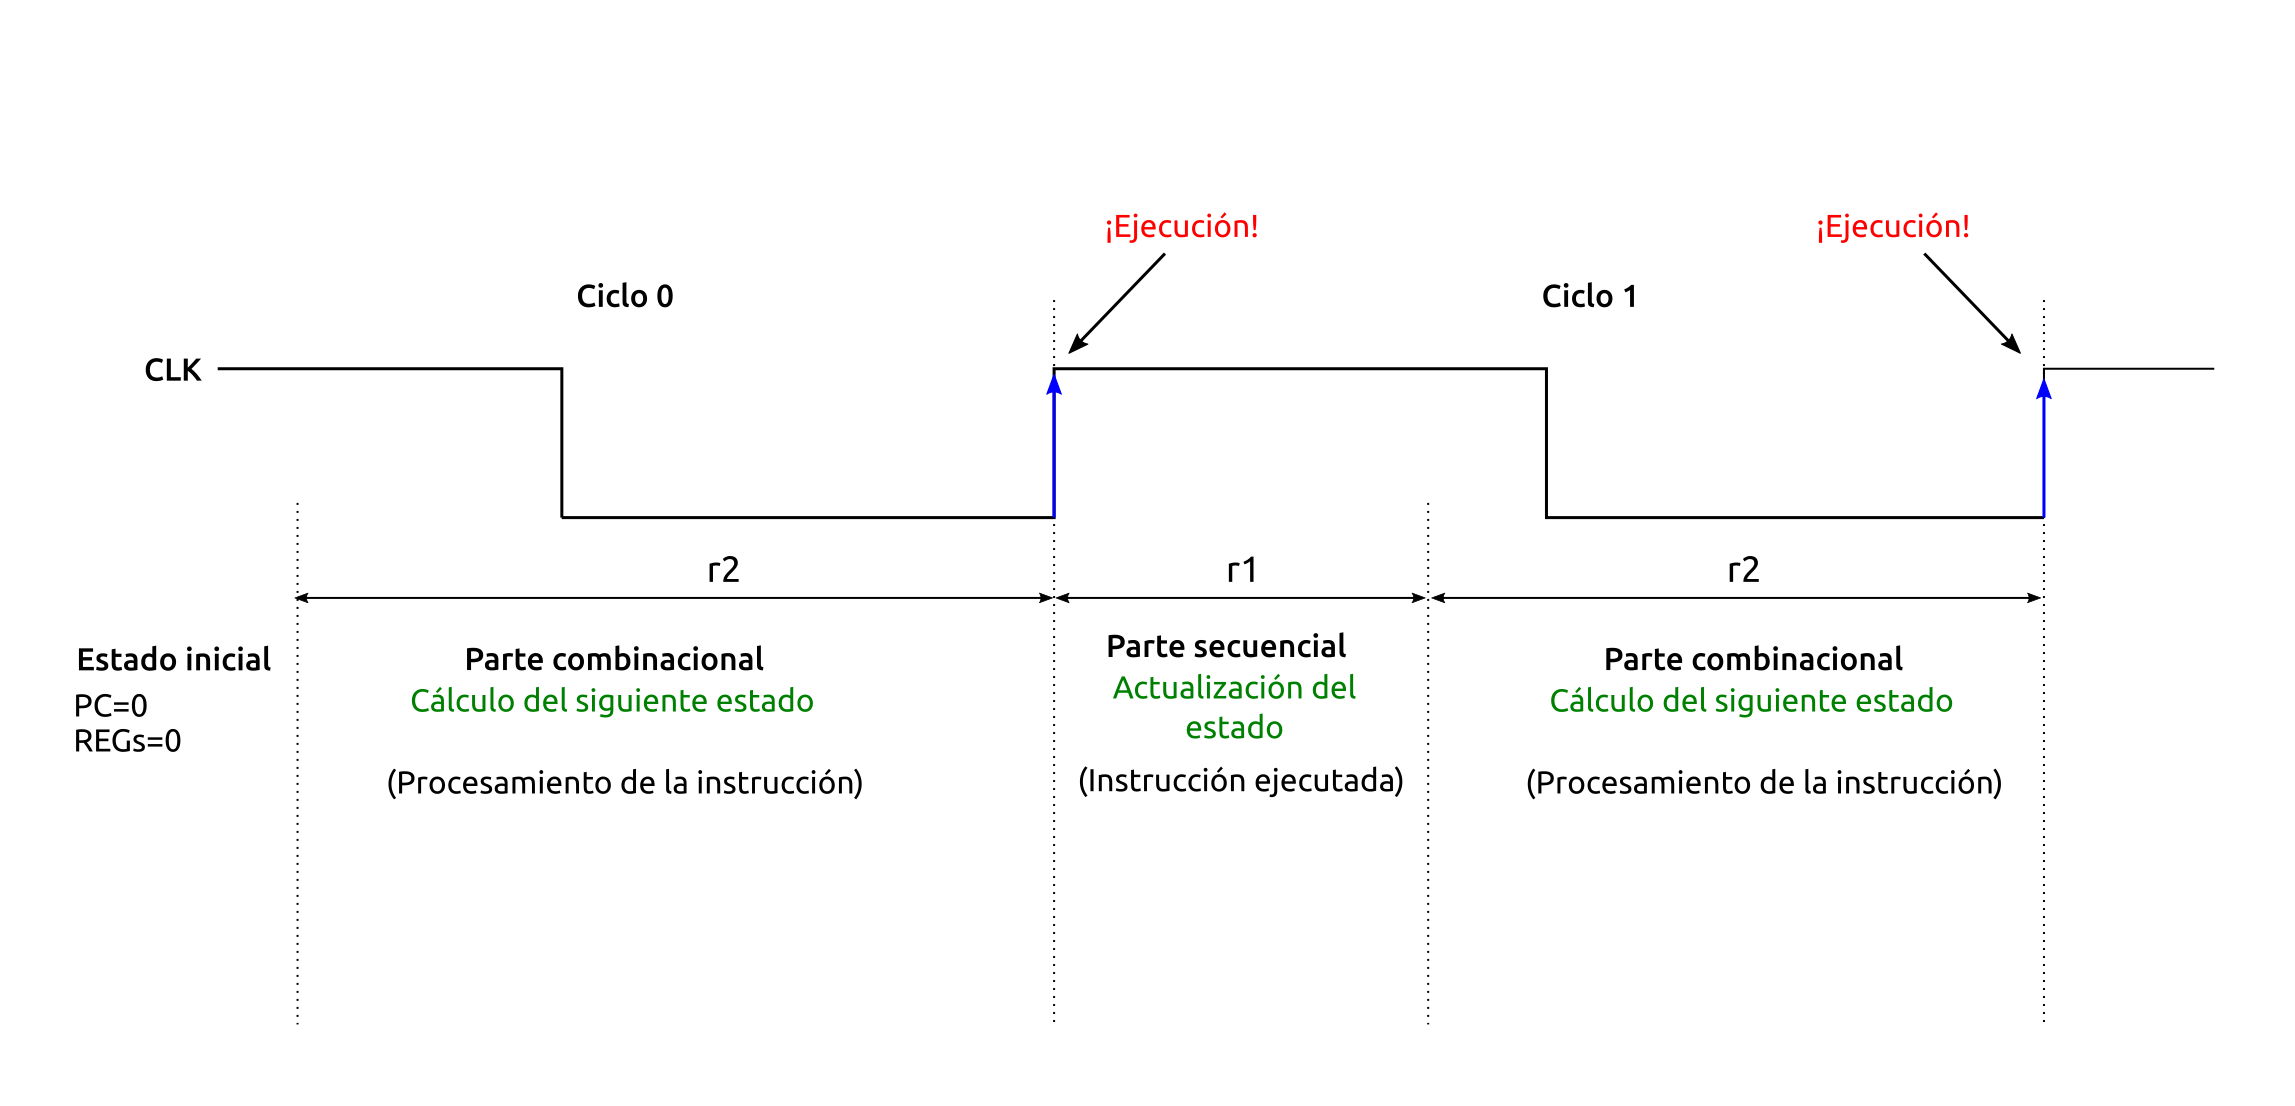 ¡Ejecución!
¡Ejecución!
Ciclo 0
Ciclo 1
CLK
r2
r1
r2
Estado inicial
PC=0
REGs=0
Parte combinacional
Cálculo del siguiente estado
(Procesamiento de la instrucción)
Parte secuencial
Actualización del
estado
(Instrucción ejecutada)
Parte combinacional
Cálculo del siguiente estado
(Procesamiento de la instrucción)